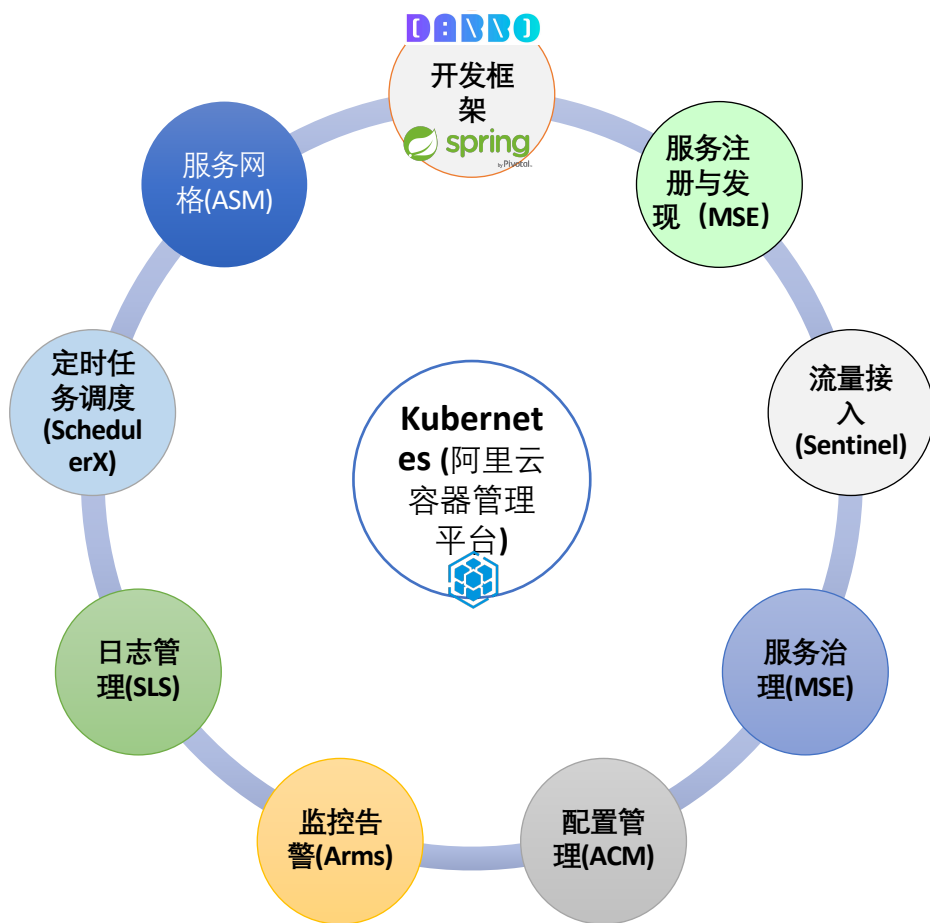 DABBO
开发框
架
spring
by Pivotal.
服务注
册与发
现（MSE）
流量接
入
(Sentinel)
服务治
理(MSE)
配置管
理(ACM)
监控告
警(Arms)
日志管
理(SLS)
定时任
务调度
(Schedul
erX)
服务网
格(ASM)
Kubernet
es (阿里云
容器管理
平台)